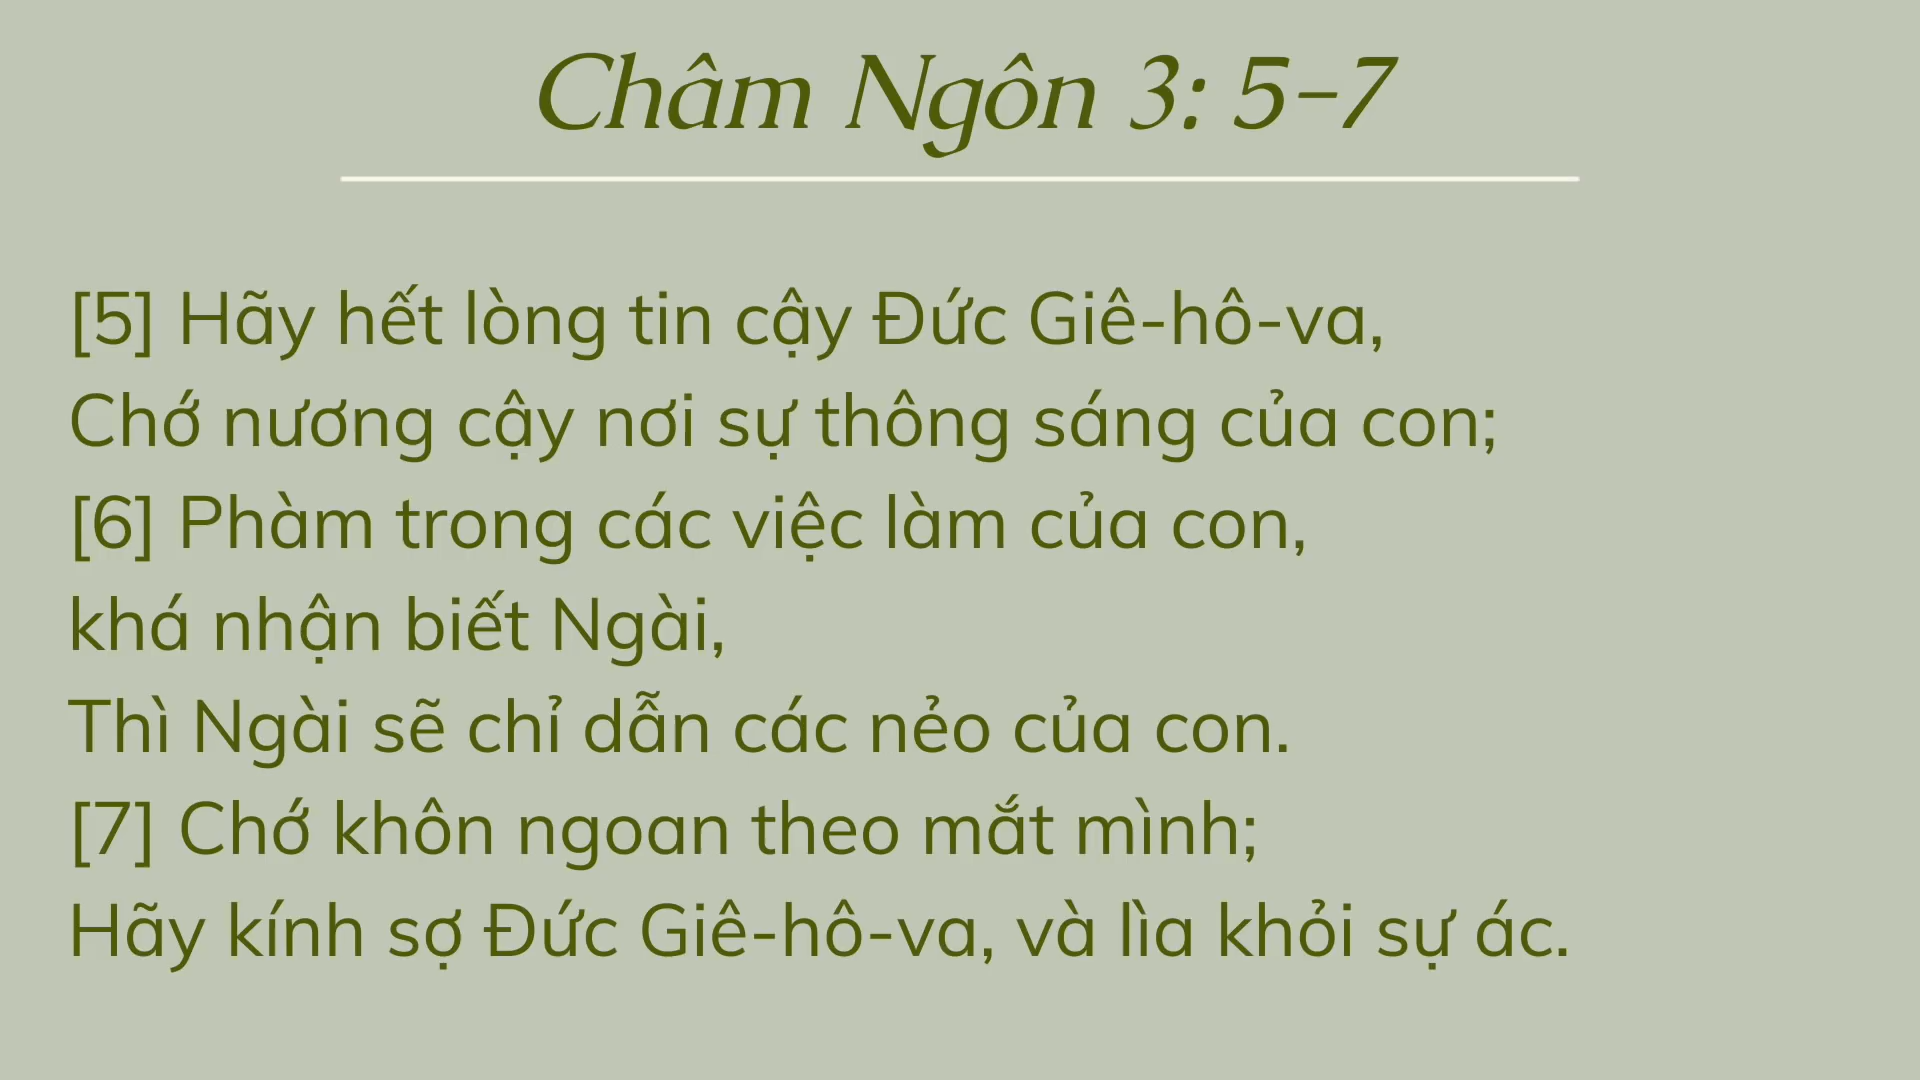 Châm Ngôn 3: 5-7
[5] Hãy hết lòng tin cậy Đức Giê-hô-va,
Chớ nương cậy nơi sự thông sáng của con;
[6] Phàm trong các việc làm của con,
khá nhận biết Ngài,
Thì Ngài sẽ chỉ dẫn các nẻo của con.
[7] Chớ khôn ngoan theo mắt mình;
Hãy kính sợ Đức Giê-hô-va, và lìa khỏi sự ác.